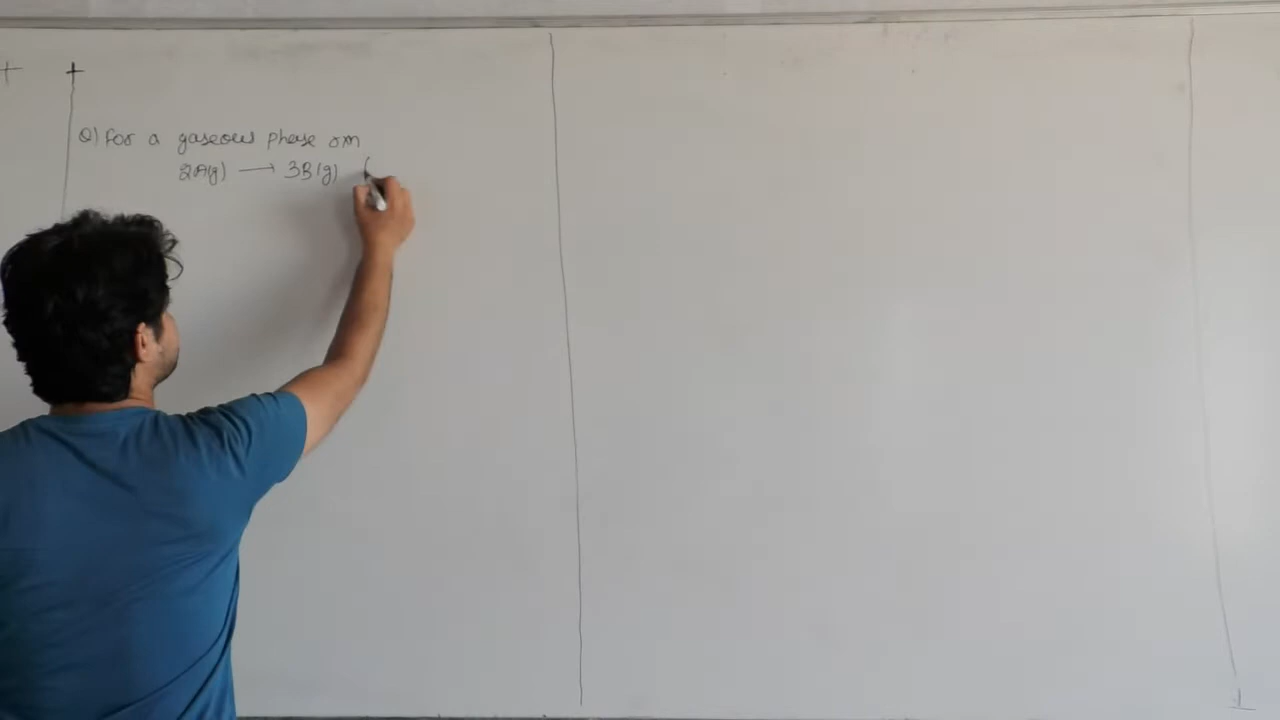 Q) For a gaseous phase rxn
2A(g) → 3B(g) (